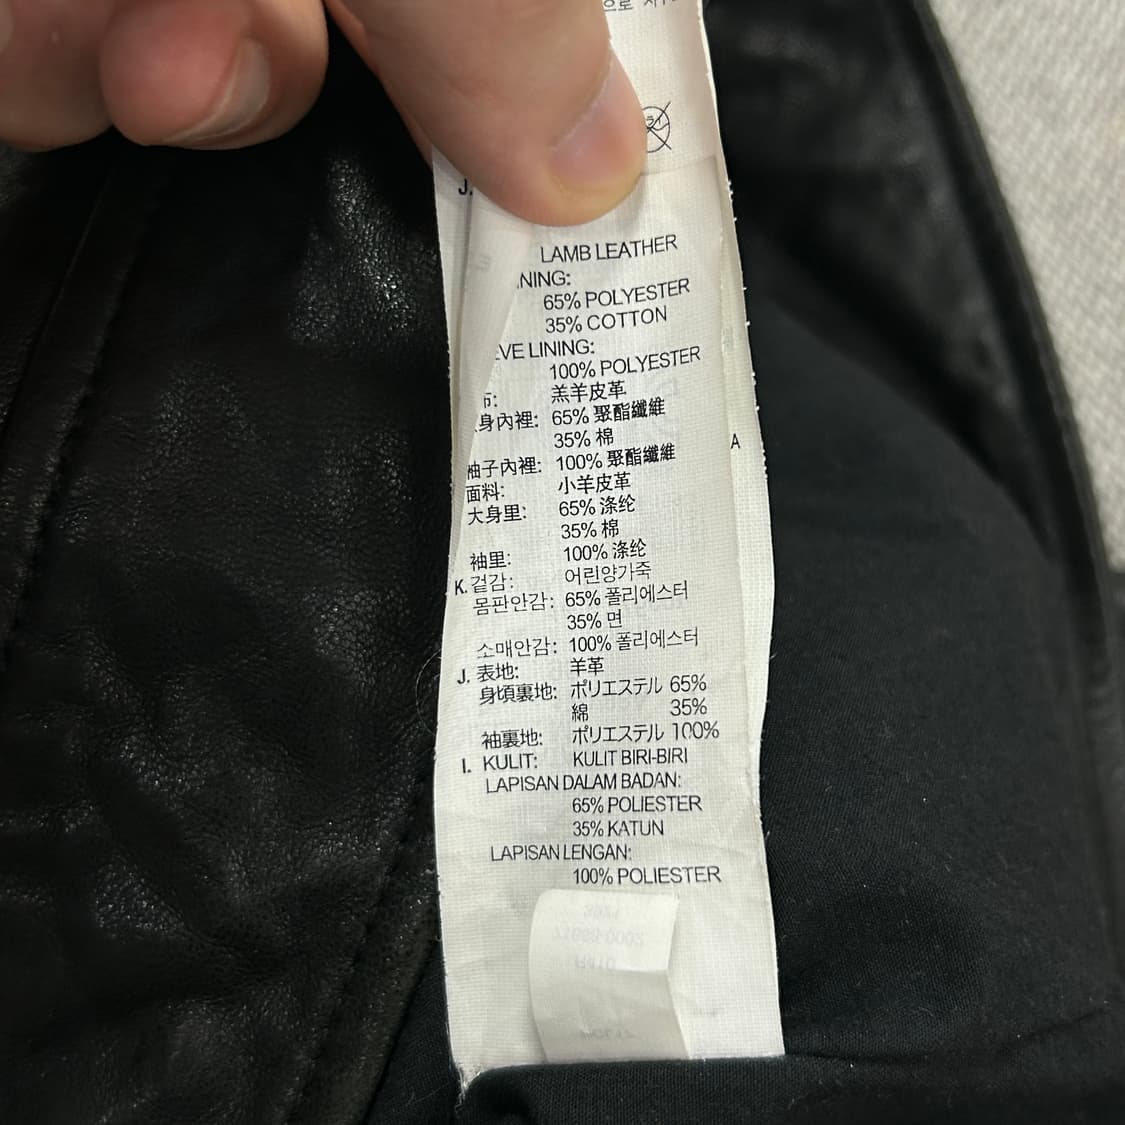 J.
LAMB LEATHER
NING:
65% POLYESTER
35% COTTON
EVE LINING:
100% POLYESTER
布: 羔羊皮革
身內裡: 65% 聚酯纖維
35% 棉
袖子內裡: 100% 聚酯纖維
面料: 小羊皮革
大身里: 65% 涤纶
35% 棉
袖里: 100% 涤纶
K. 겉감: 어린양가죽
몸판안감: 65% 폴리에스터
35% 면
소매안감: 100% 폴리에스터
J. 表地: 羊革
身頃裏地: ポリエステル 65%
綿 35%
袖裏地: ポリエステル 100%
I. KULIT: KULIT BIRI-BIRI
LAPISAN DALAM BADAN:
65% POLIESTER
35% KATUN
LAPISAN LENGAN:
100% POLIESTER
A